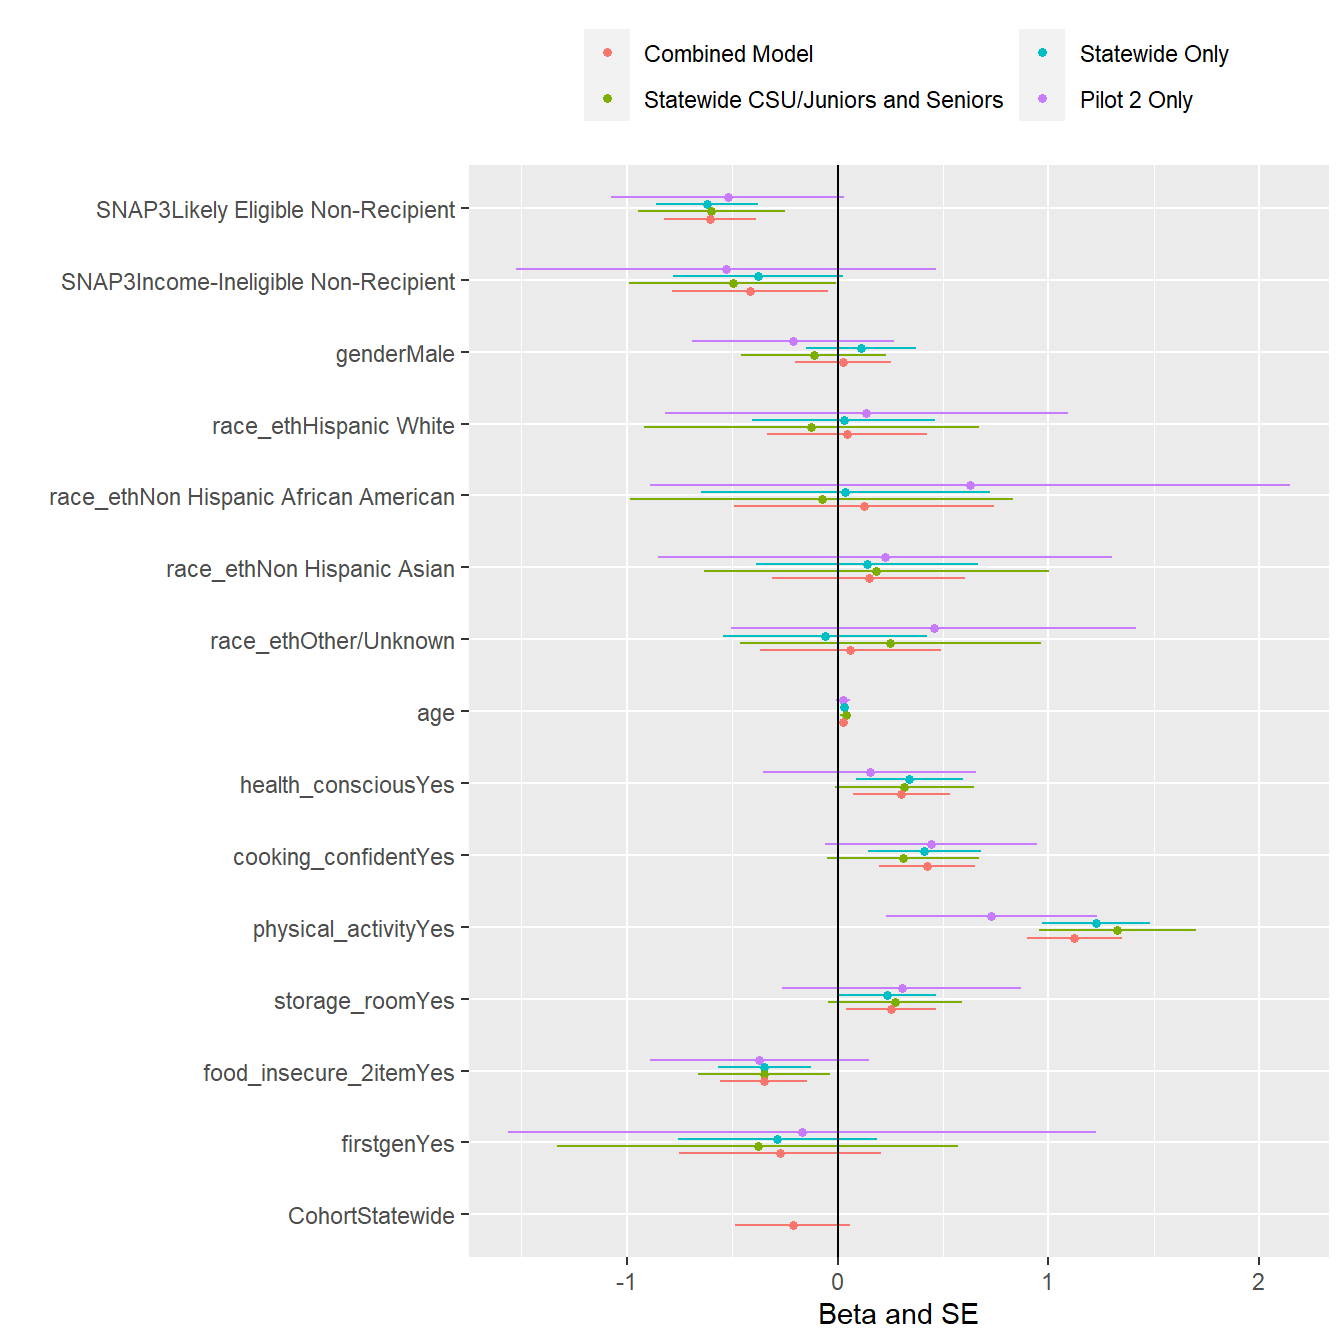 Combined Model
Statewide Only
Statewide CSU/Juniors and Seniors
Pilot 2 Only
SNAP3Likely Eligible Non-Recipient
SNAP3Income-Ineligible Non-Recipient
genderMale
race_ethHispanic White
race_ethNon Hispanic African American
race_ethNon Hispanic Asian
race_ethOther/Unknown
age
health_consciousYes
cooking_confidentYes
physical_activityYes
storage_roomYes
food_insecure_2itemYes
firstgenYes
CohortStatewide
-1 0 1 2
Beta and SE